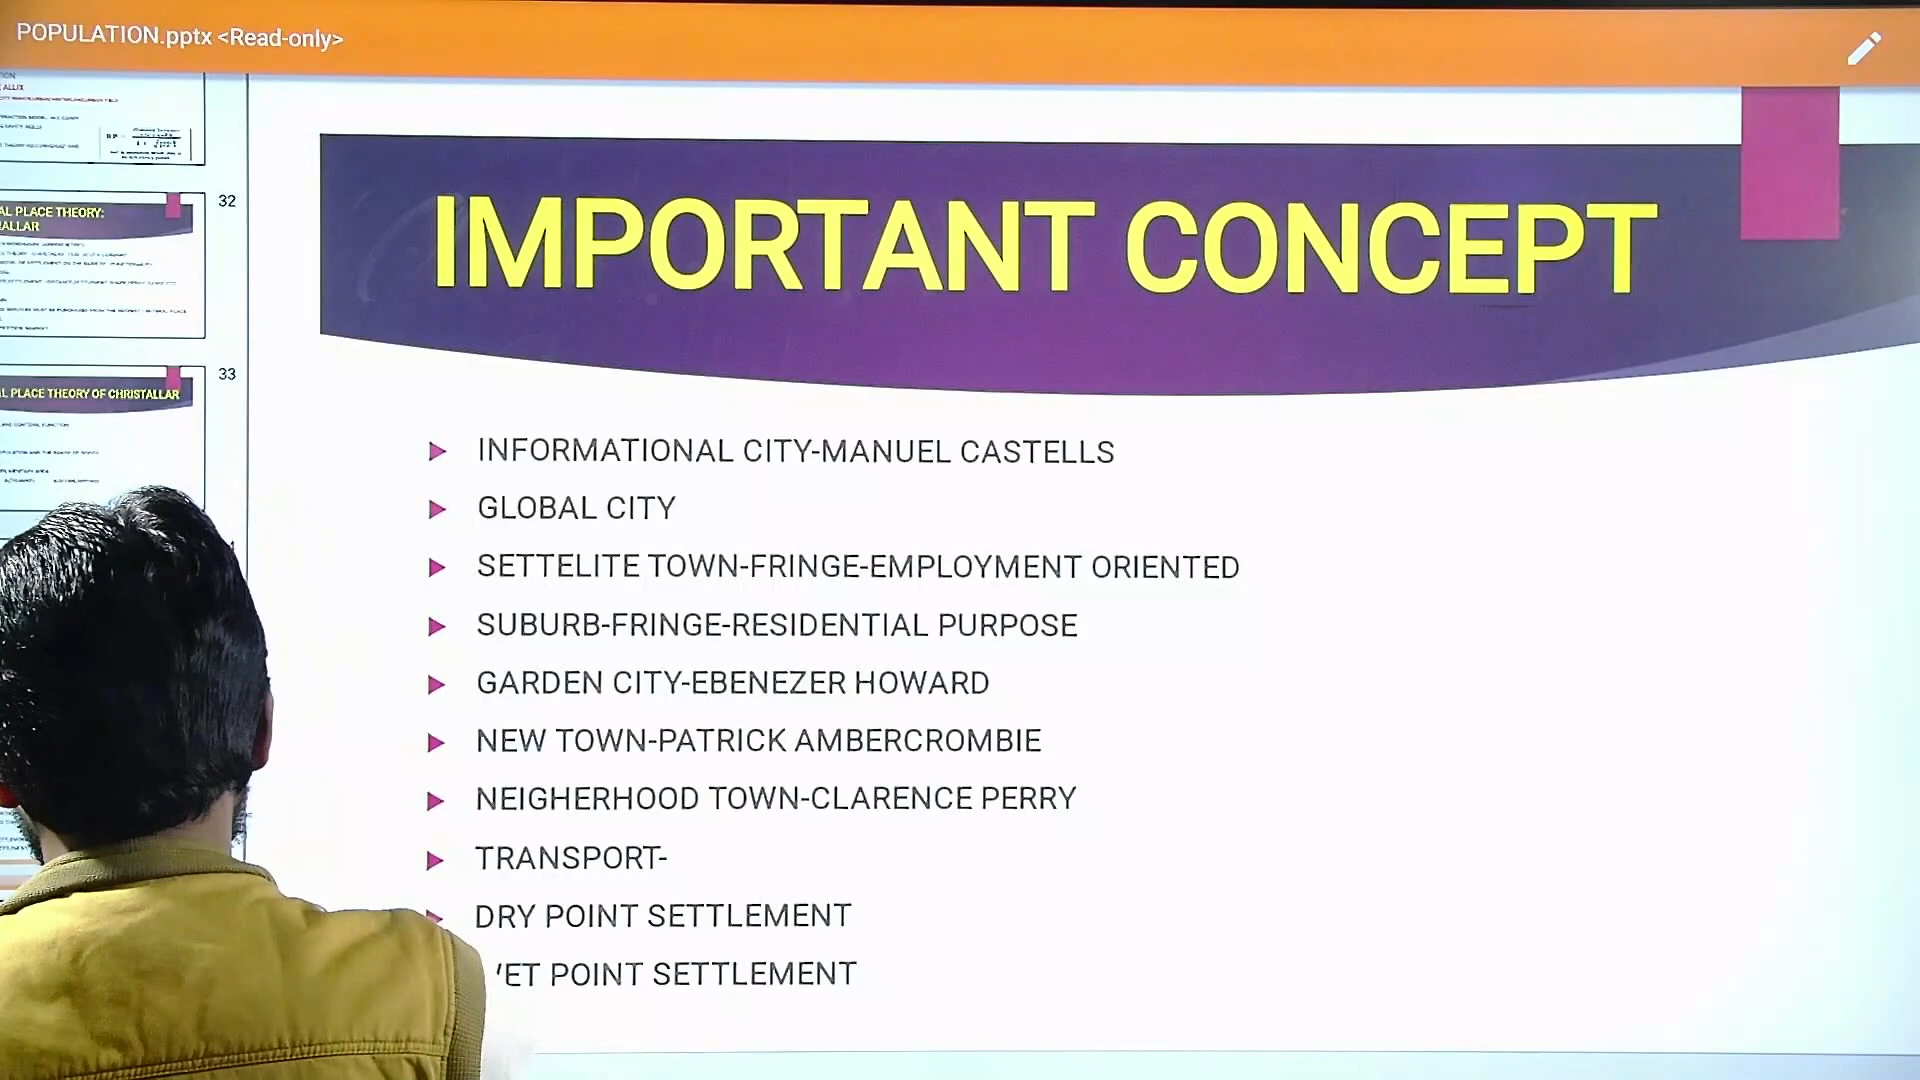 POPULATION.pptx <Read-only>
ALLIX
32
AL PLACE THEORY:
33
L PLACE THEORY OF CHRISTALLAR
IMPORTANT CONCEPT
INFORMATIONAL CITY-MANUEL CASTELLS
GLOBAL CITY
SETTELITE TOWN-FRINGE-EMPLOYMENT ORIENTED
SUBURB-FRINGE-RESIDENTIAL PURPOSE
GARDEN CITY-EBENEZER HOWARD
NEW TOWN-PATRICK AMBERCROMBIE
NEIGHERHOOD TOWN-CLARENCE PERRY
TRANSPORT-
DRY POINT SETTLEMENT
ET POINT SETTLEMENT